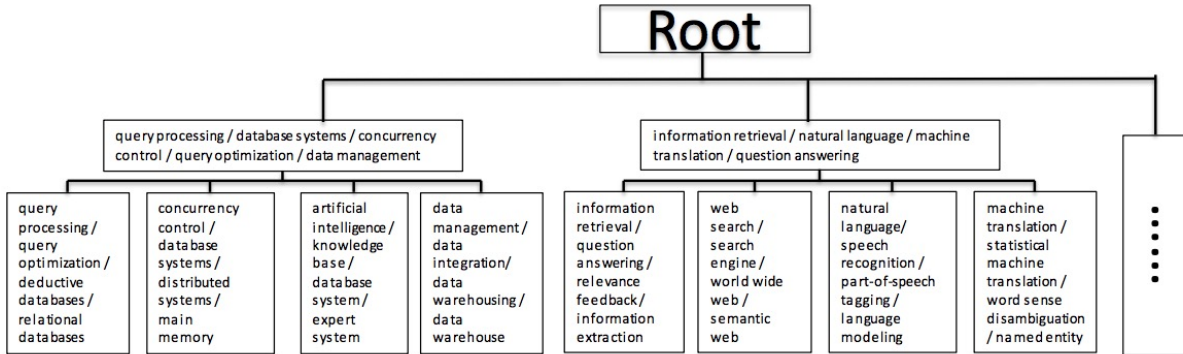 Root
query processing / database systems / concurrency
control / query optimization / data management
information retrieval / natural language / machine
translation / question answering
query
processing /
query
optimization /
deductive
databases /
relational
databases
concurrency
control /
database
systems /
distributed
systems /
main
memory
artificial
intelligence /
knowledge
base /
database
system /
expert
system
data
management /
data
integration/
data
warehousing /
data
warehouse
information
retrieval /
question
answering /
relevance
feedback /
information
extraction
web
search /
search
engine /
world wide
web /
semantic
web
natural
language/
speech
recognition /
part-of-speech
tagging /
language
modeling
machine
translation /
statistical
machine
translation /
word sense
disambiguation
/ named entity